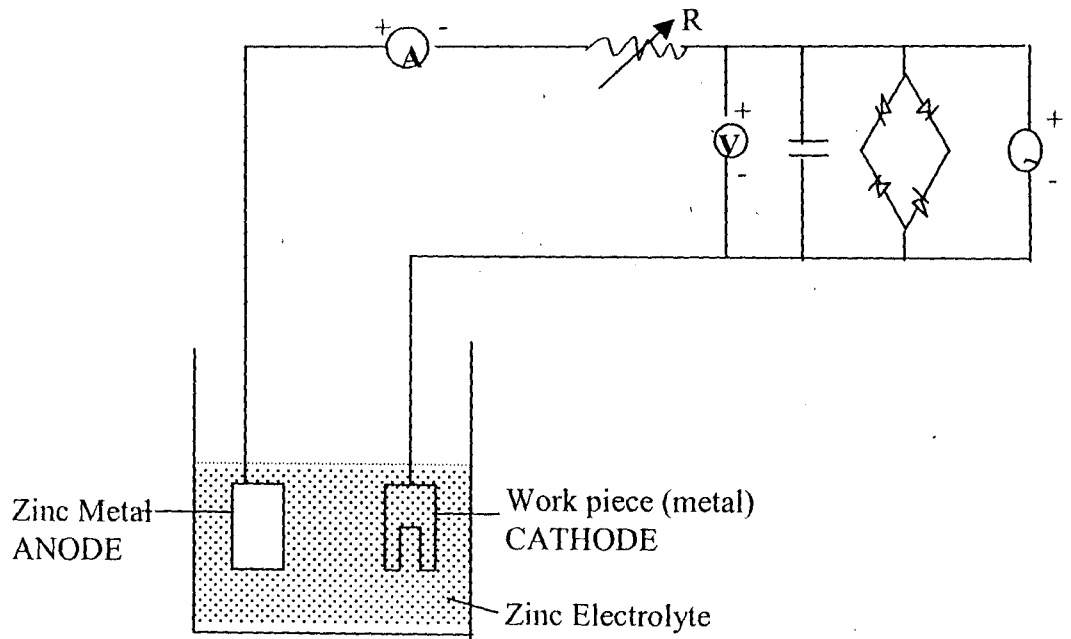 + A - R
V + -
+ -
Zinc Metal
ANODE
Work piece (metal)
CATHODE
Zinc Electrolyte